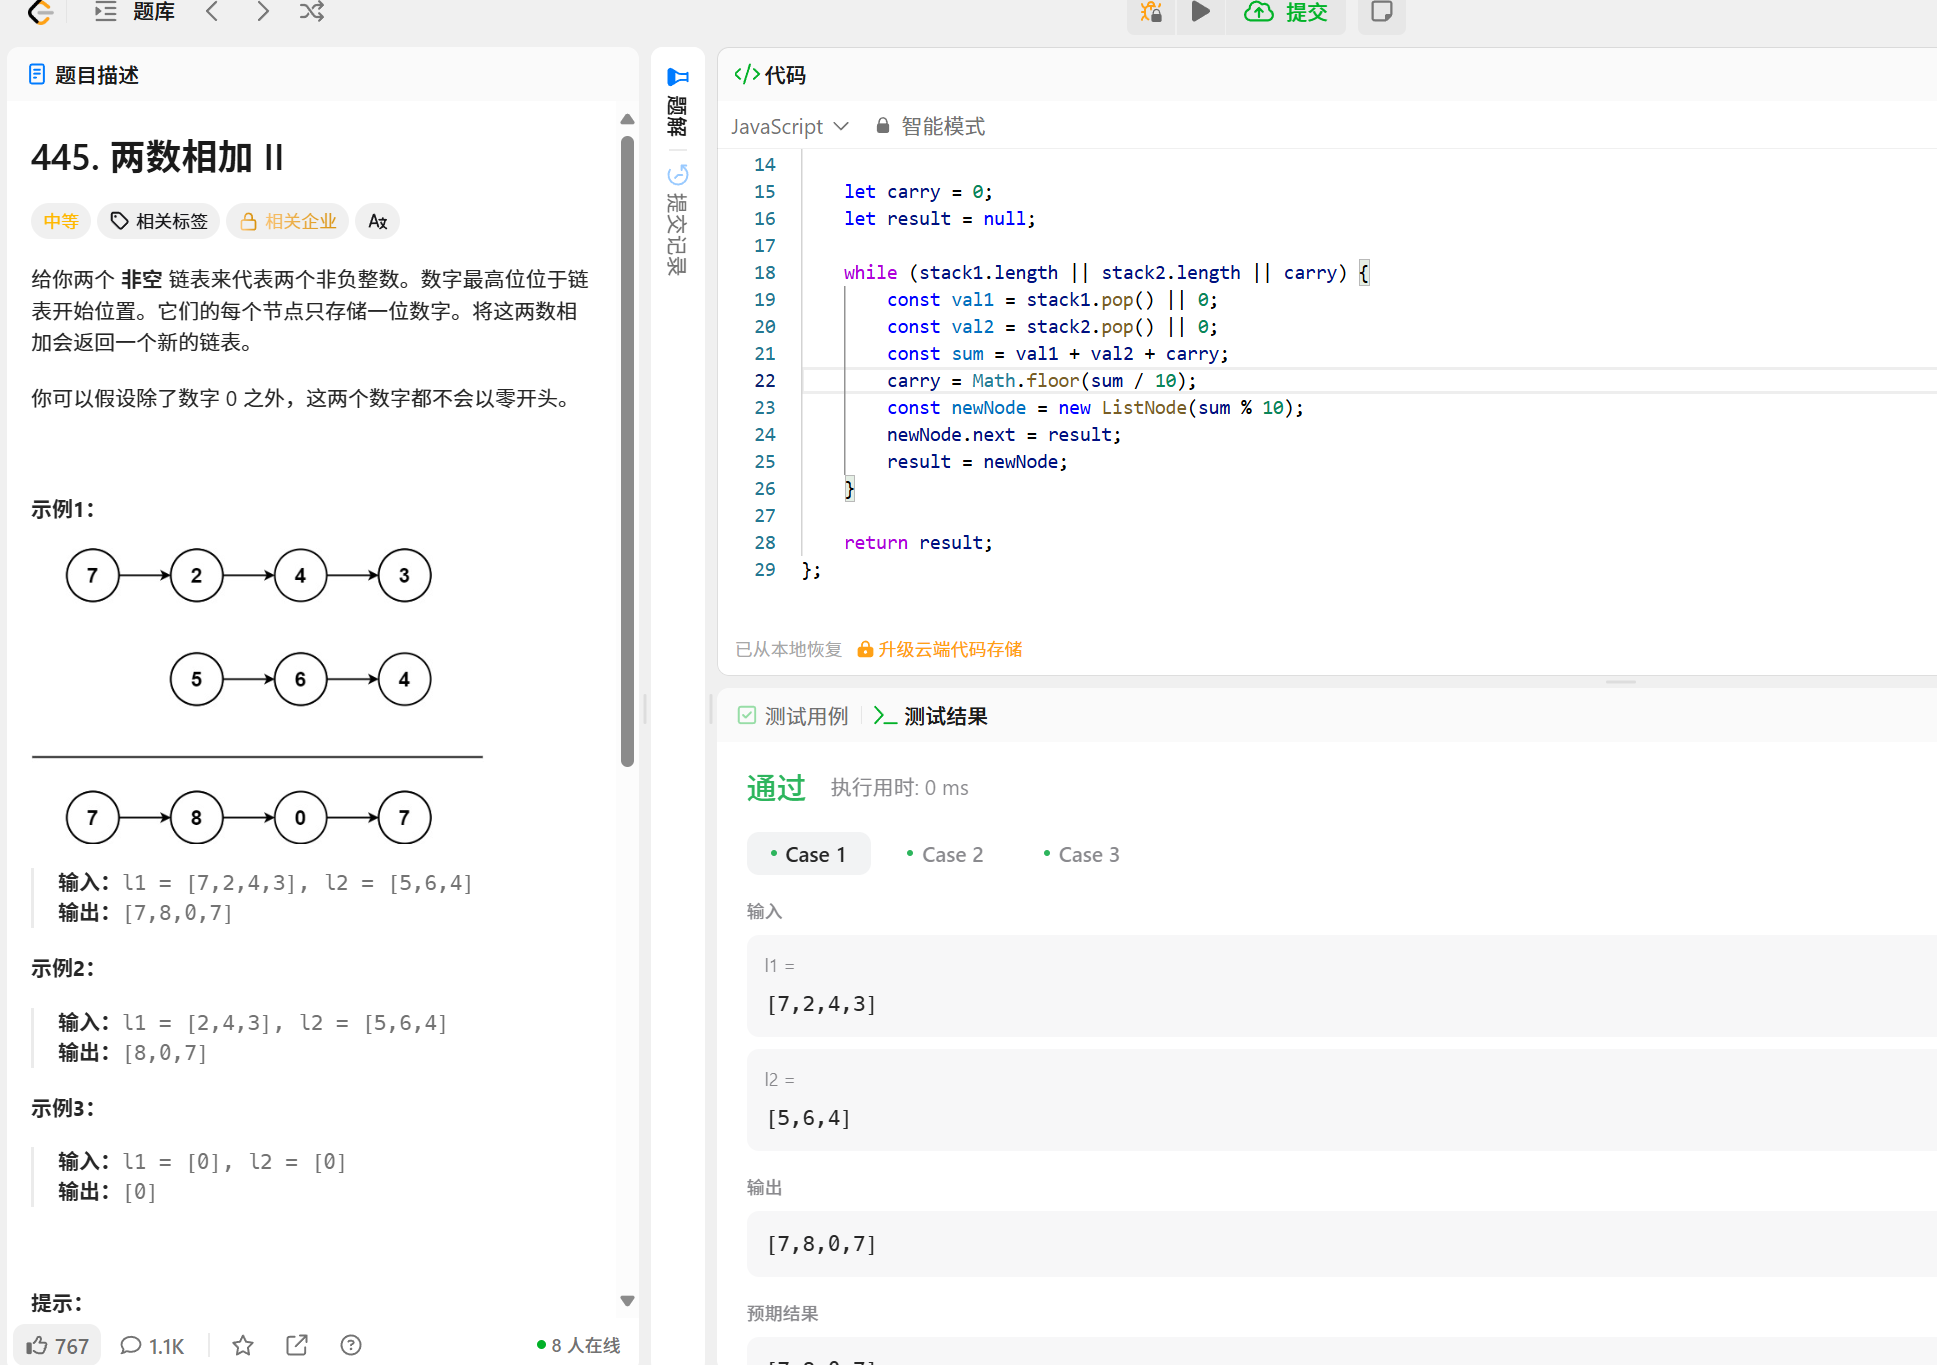 题库
提交
题目描述
445. 两数相加 II
中等 相关标签 相关企业
给你两个 非空 链表来代表两个非负整数。数字最高位位于链
表开始位置。它们的每个节点只存储一位数字。将这两数相
加会返回一个新的链表。
你可以假设除了数字 0 之外，这两个数字都不会以零开头。
示例1：
7 2 4 3
5 6 4
7 8 0 7
输入：l1 = [7,2,4,3], l2 = [5,6,4]
输出：[7,8,0,7]
示例2：
输入：l1 = [2,4,3], l2 = [5,6,4]
输出：[8,0,7]
示例3：
输入：l1 = [0], l2 = [0]
输出：[0]
提示：
767 1.1K 8 人在线
题解
提交记录
</> 代码
JavaScript 智能模式
14
15 let carry = 0;
16 let result = null;
17
18 while (stack1.length || stack2.length || carry) {
19 const val1 = stack1.pop() || 0;
20 const val2 = stack2.pop() || 0;
21 const sum = val1 + val2 + carry;
22 carry = Math.floor(sum / 10);
23 const newNode = new ListNode(sum % 10);
24 newNode.next = result;
25 result = newNode;
26 }
27
28 return result;
29 };
已从本地恢复 升级云端代码存储
测试用例 测试结果
通过 执行用时: 0 ms
Case 1 Case 2 Case 3
输入
l1 =
[7,2,4,3]
l2 =
[5,6,4]
输出
[7,8,0,7]
预期结果